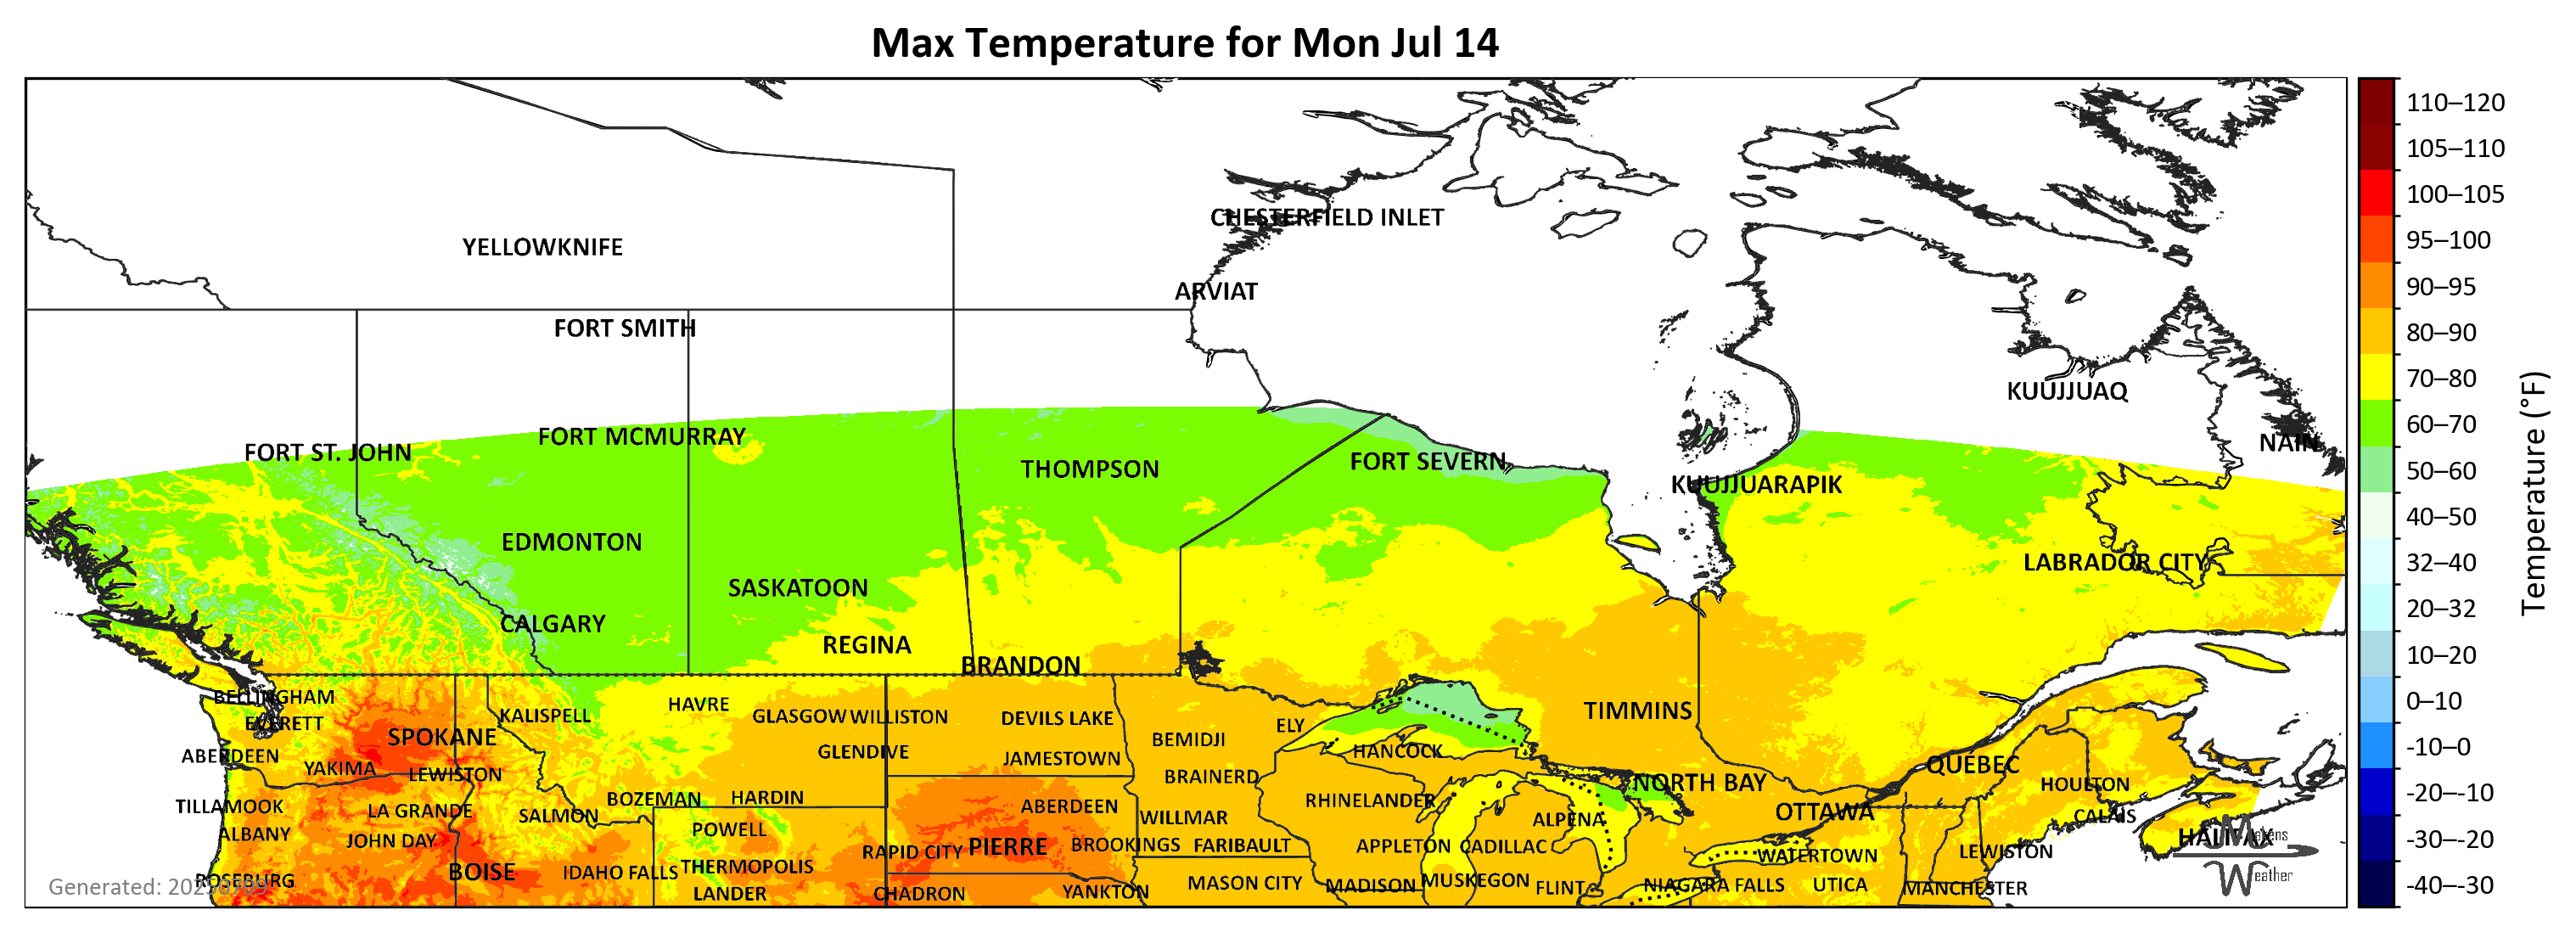 Max Temperature for Mon Jul 14
CHESTERFIELD INLET
YELLOWKNIFE
ARVIAT
FORT SMITH
KUUJJUAQ
FORT MCMURRAY
NAIN
FORT ST. JOHN
FORT SEVERN
THOMPSON
KUUJJUARAPIK
EDMONTON
LABRADOR CITY
SASKATOON
CALGARY
REGINA
BRANDON
BELLINGHAM
HAVRE
TIMMINS
KALISPELL
GLASGOW WILLISTON
DEVILS LAKE
EVERETT
ELY
SPOKANE
BEMIDJI
HANCOCK
GLENDIVE
ABERDEEN
JAMESTOWN
QUÉBEC
YAKIMA
LEWISTON
BRAINERD
NORTH BAY
HOULTON
BOZEMAN
HARDIN
RHINELANDER
TILLAMOOK
ABERDEEN
LA GRANDE
OTTAWA
SALMON
CALAIS
WILLMAR
ALPENA
POWELL
ALBANY
HALIFAX
Makens
JOHN DAY
PIERRE
BROOKINGS
FARIBAULT
APPLETON
CADILLAC
RAPID CITY
LEWISTON
WATERTOWN
THERMOPOLIS
BOISE
IDAHO FALLS
Weather
ROSEBURG
MUSKEGON
MASON CITY
MADISON
NIAGARA FALLS
UTICA
Generated:
FLINT
MANCHESTER
YANKTON
LANDER
CHADRON
110–120
105–110
100–105
95–100
90–95
80–90
70–80
60–70
50–60
40–50
32–40
20–32
10–20
0–10
-10–0
-20–-10
-30–-20
-40–-30
Temperature (°F)